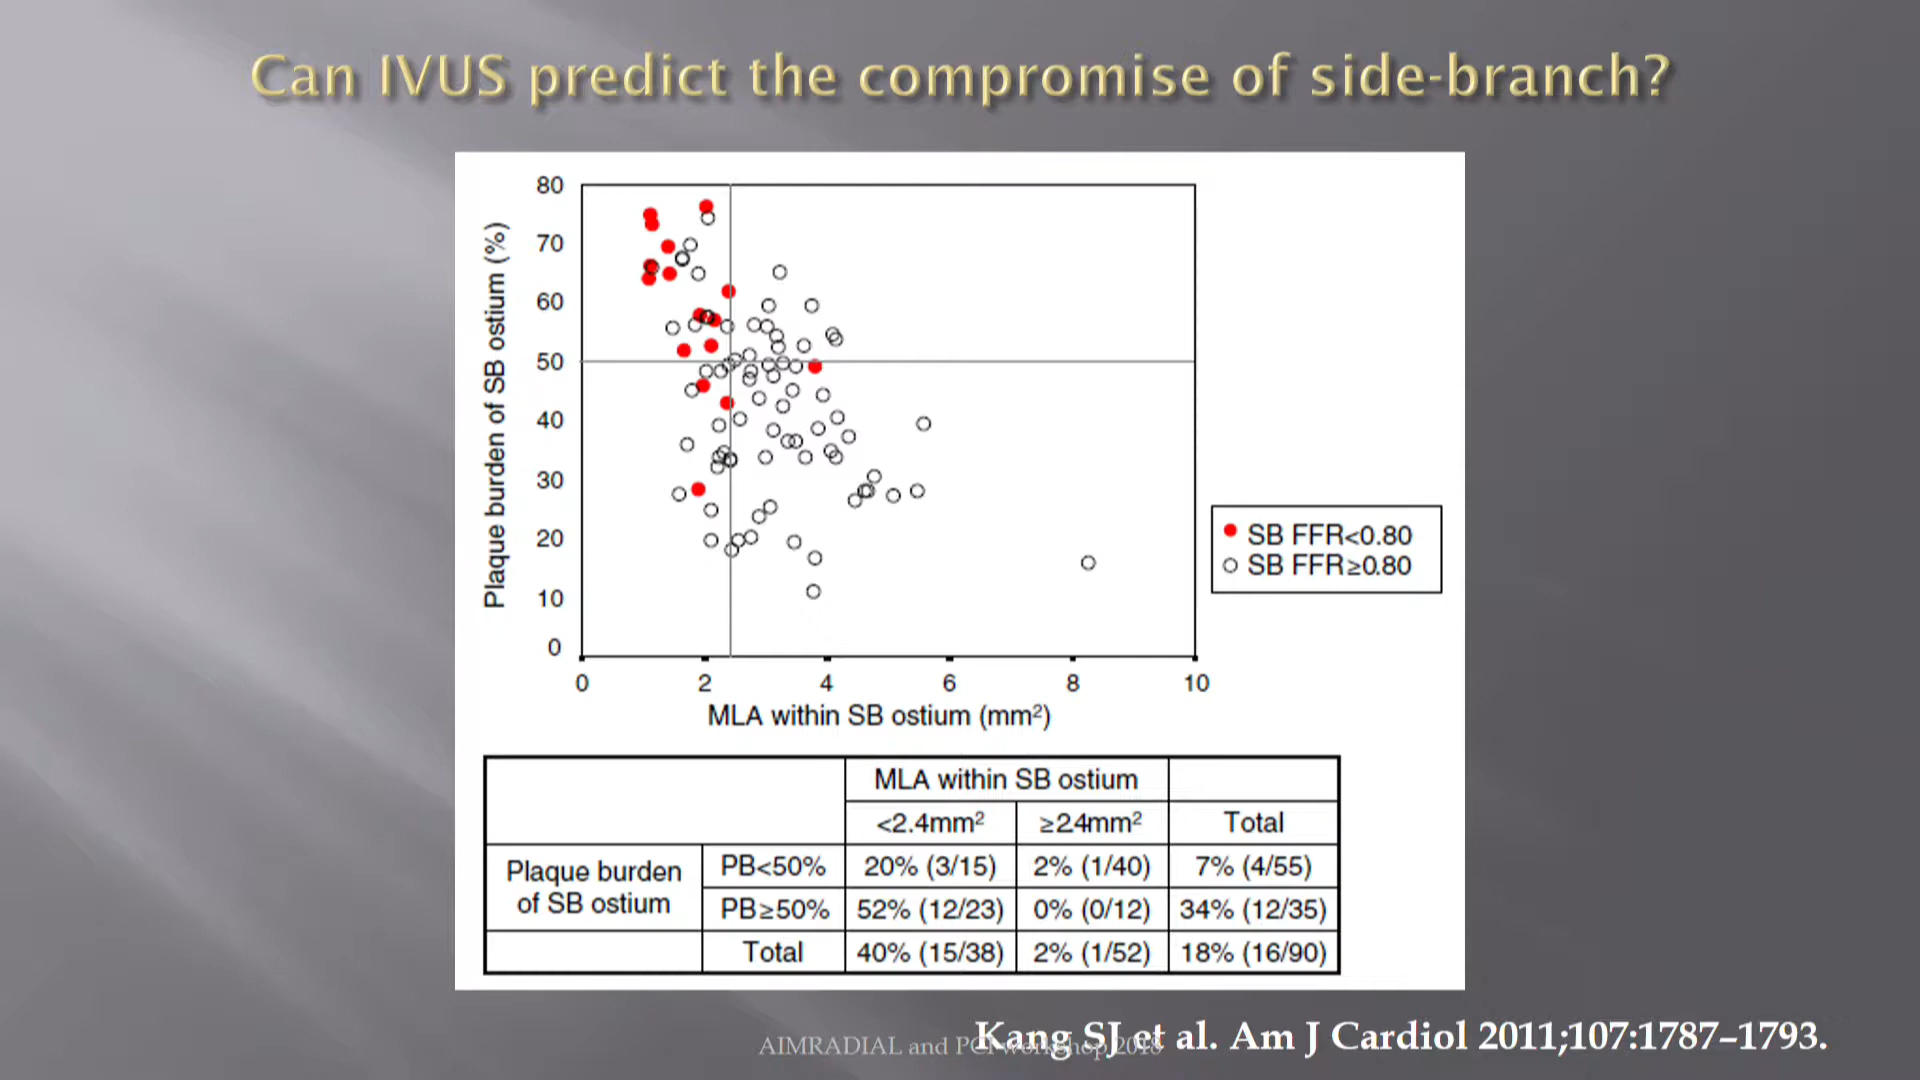 Can IVUS predict the compromise of side-branch?
80
70
60
50
40
30
20
10
0
Plaque burden of SB ostium (%)
0 2 4 6 8 10
MLA within SB ostium (mm²)
SB FFR<0.80
SB FFR≥0.80
MLA within SB ostium
<2.4mm² ≥24mm² Total
Plaque burden of SB ostium
PB<50% 20% (3/15) 2% (1/40) 7% (4/55)
PB≥50% 52% (12/23) 0% (0/12) 34% (12/35)
Total 40% (15/38) 2% (1/52) 18% (16/90)
Kang SJ et al. Am J Cardiol 2011;107:1787–1793.
AIMRADIAL and PCI workshop 2018